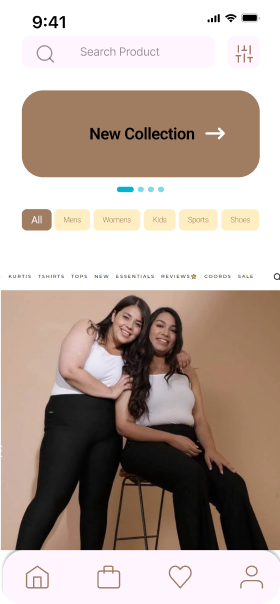 9:41
Search Product
New Collection
All Mens Womens Kids Sports Shoes
KURTIS TSHIRTS TOPS NEW ESSENTIALS REVIEWS⭐ COORDS SALE